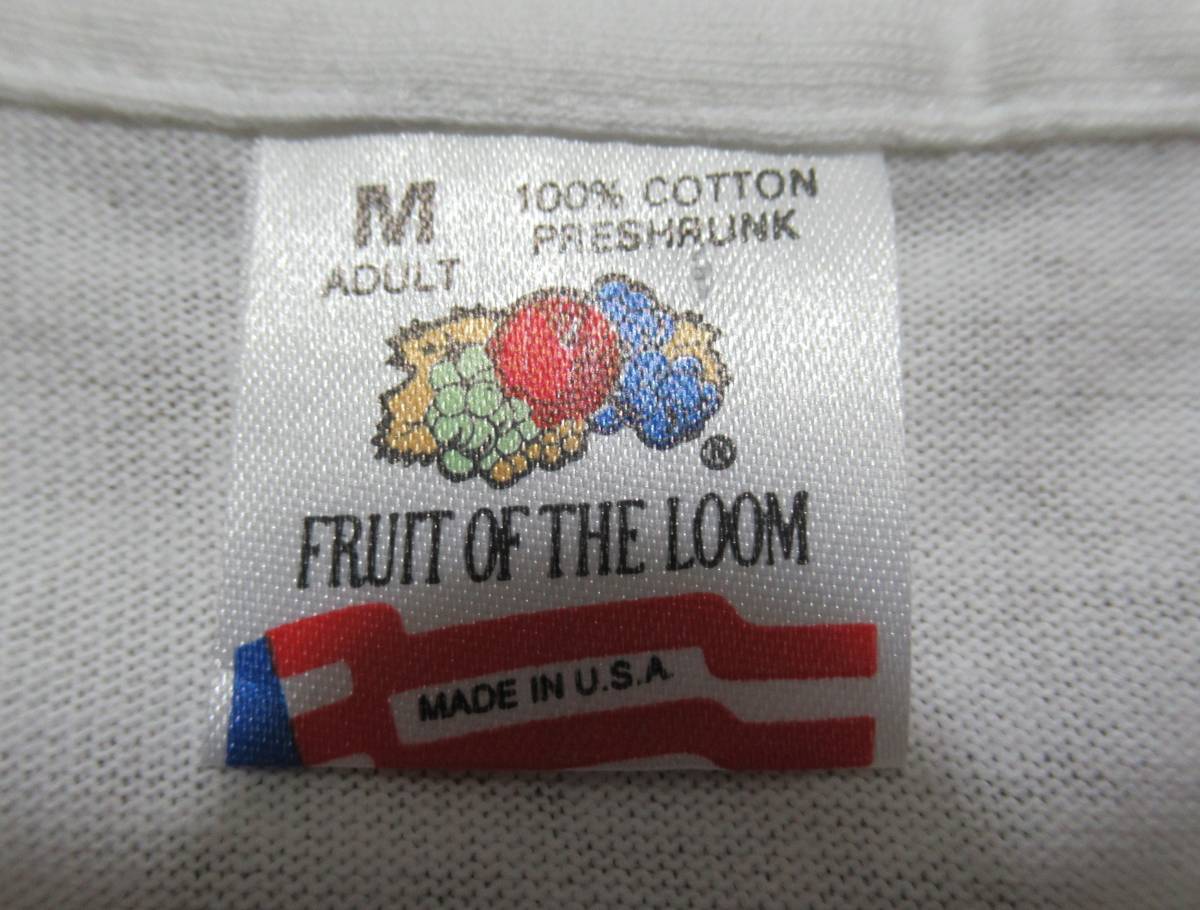 M
ADULT
100% COTTON
PRESHRUNK
®
FRUIT OF THE LOOM
MADE IN U.S.A.